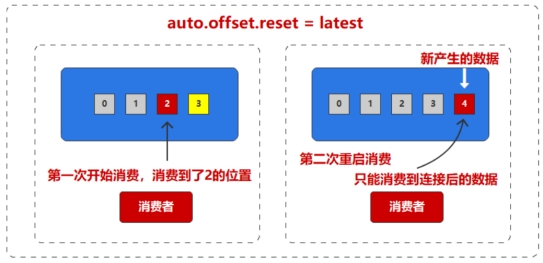 auto.offset.reset = latest
0 1 2 3
第一次开始消费，消费到了2的位置
消费者
新产生的数据
0 1 2 3 4
第二次重启消费
只能消费到连接后的数据
消费者